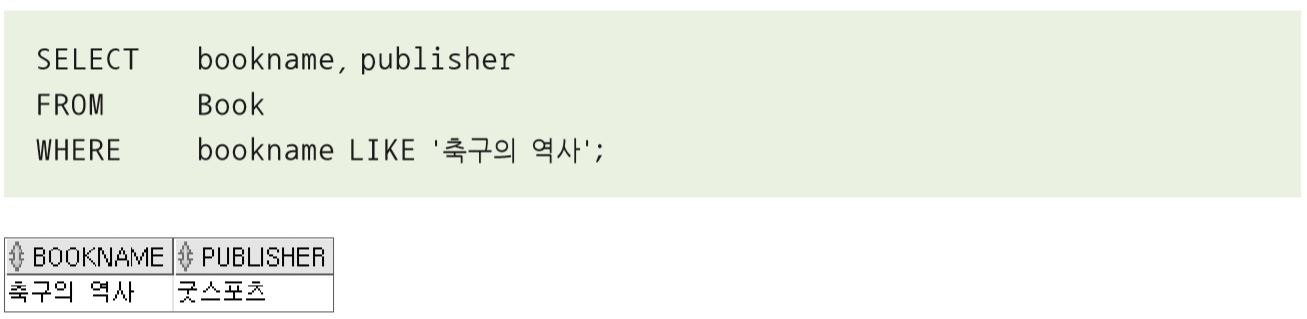 SELECT bookname, publisher
FROM Book
WHERE bookname LIKE '축구의 역사';
BOOKNAME PUBLISHER
축구의 역사 굿스포츠